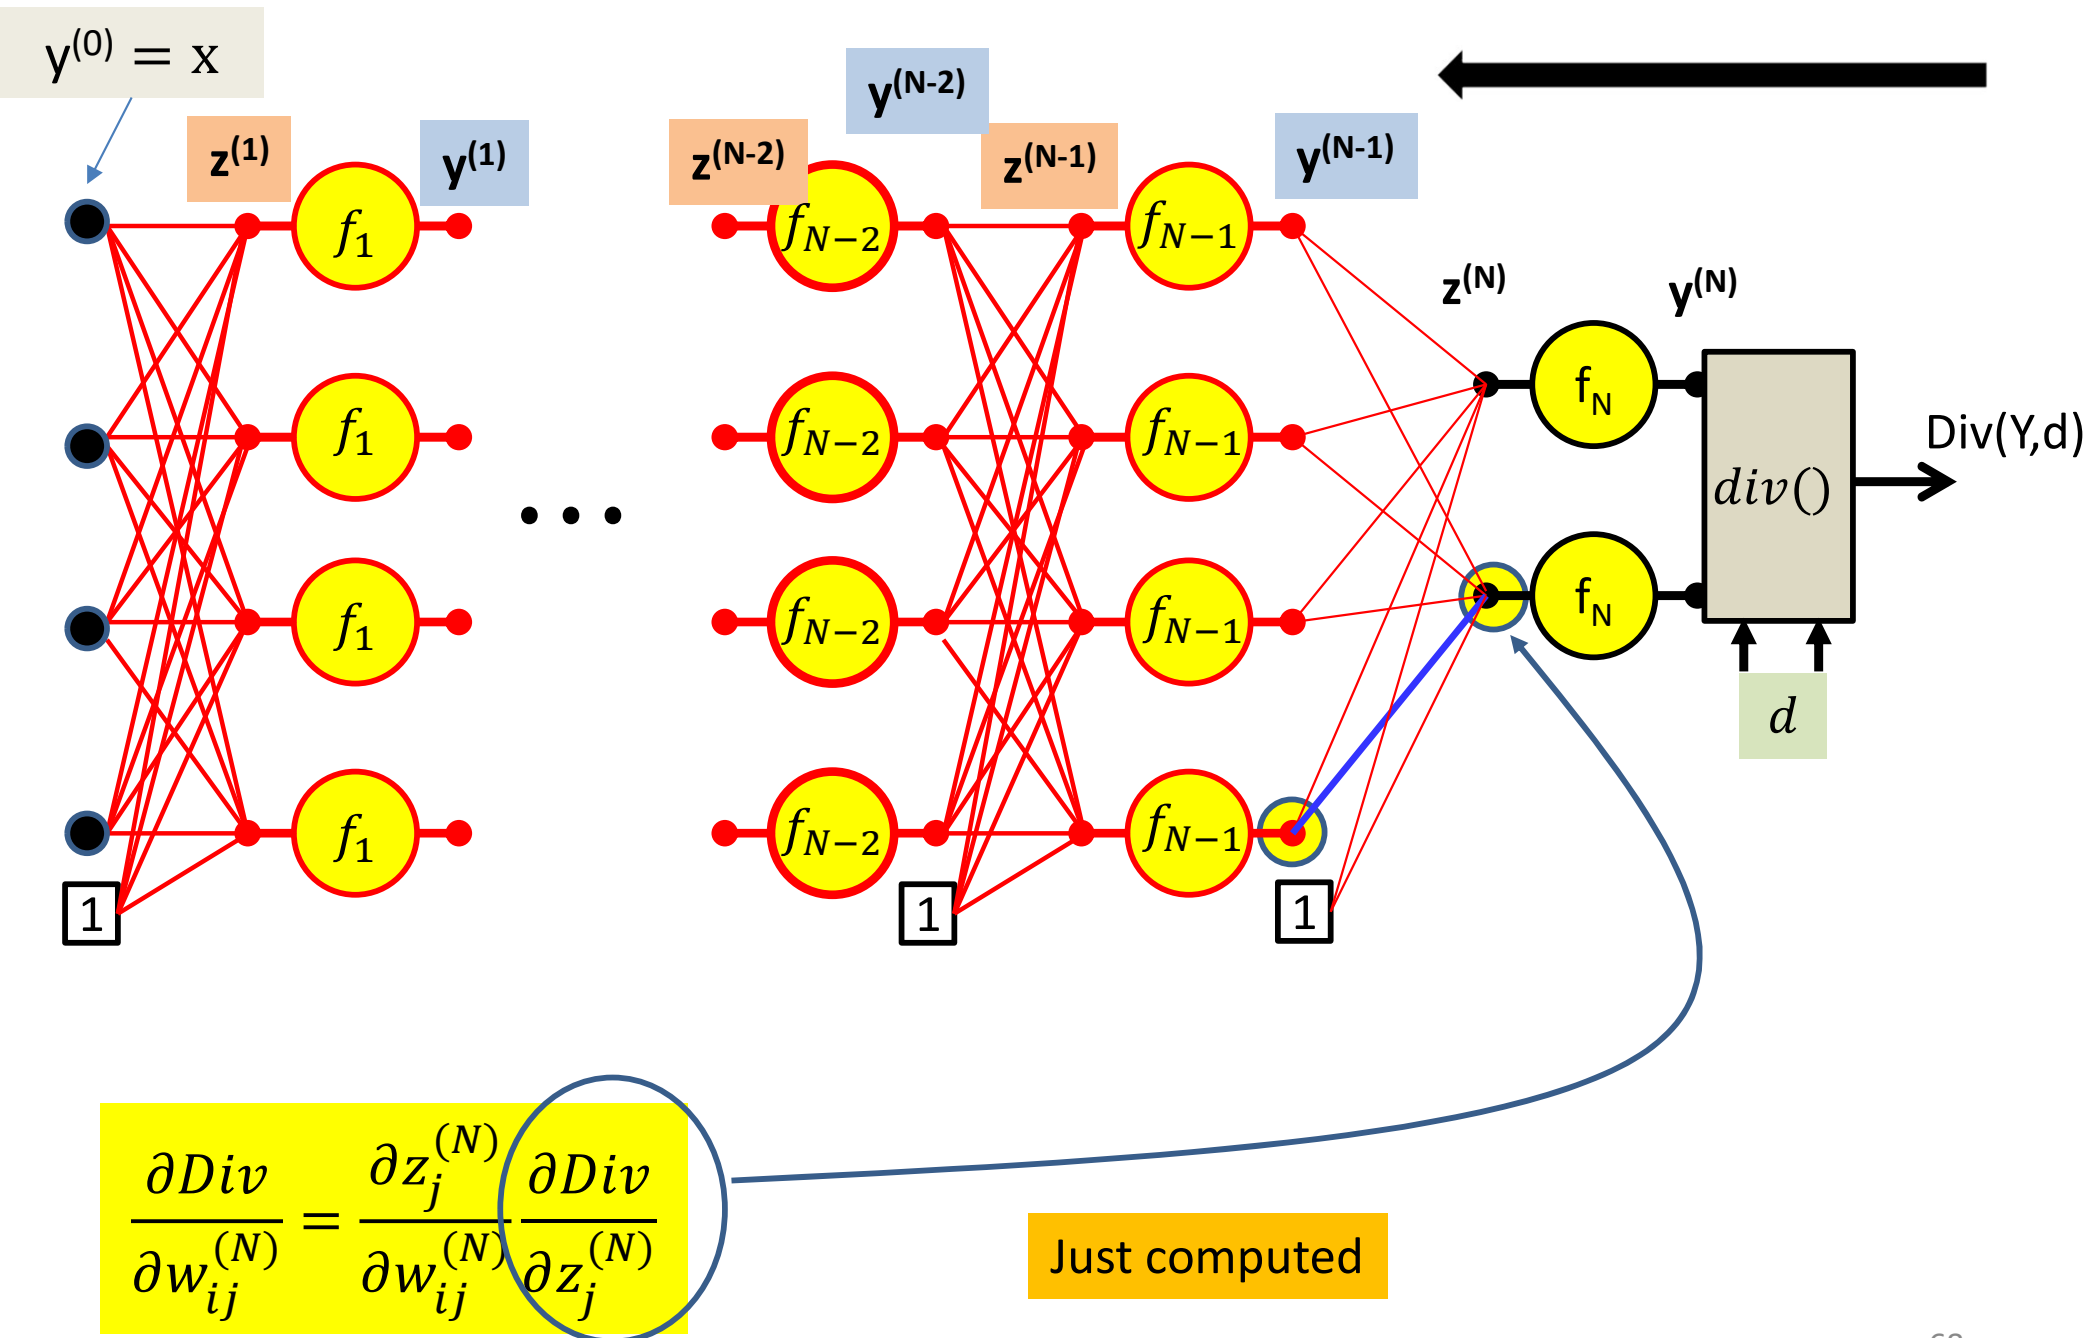 y(0) = x
z(1)
y(1)
z(N-2)
y(N-2)
z(N-1)
y(N-1)
z(N)
y(N)
f1
fN−2
fN−1
fN
f1
fN−2
fN−1
fN
f1
fN−2
fN−1
f1
fN−2
fN−1
...
div()
Div(Y,d)
d
1
1
1
∂Div/∂wij(N) = ∂zj(N)/∂wij(N) ∂Div/∂zj(N)
Just computed